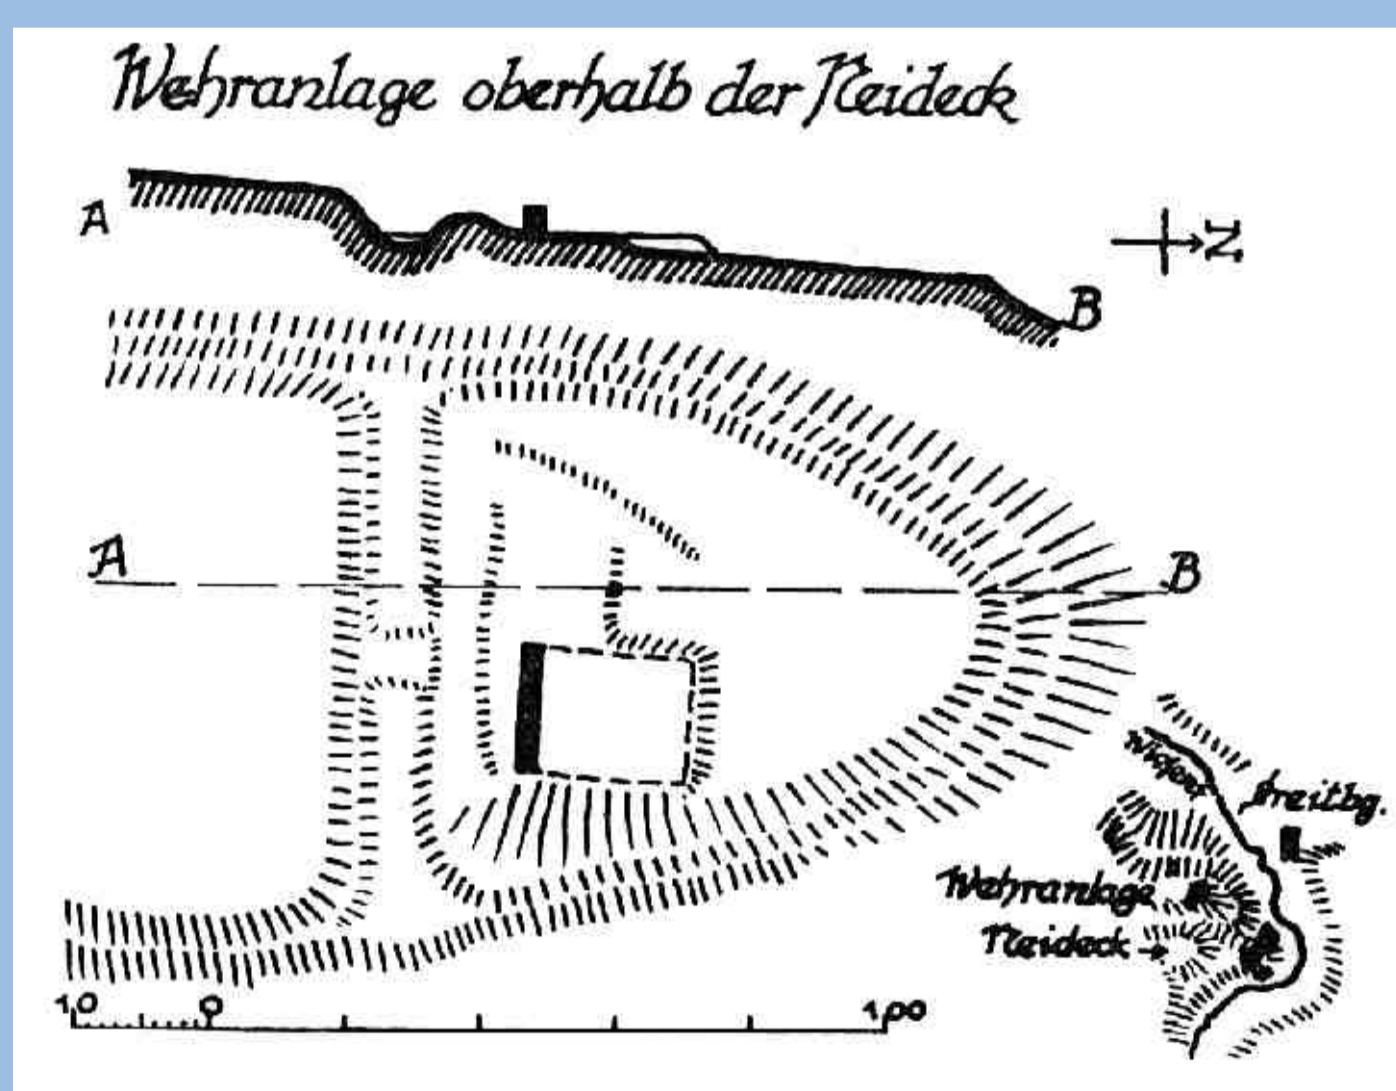 Wehranlage oberhalb der Neideck
A
N
B
A
B
Wiesent
Streitbg.
Wehranlage
Neideck
10 0 100